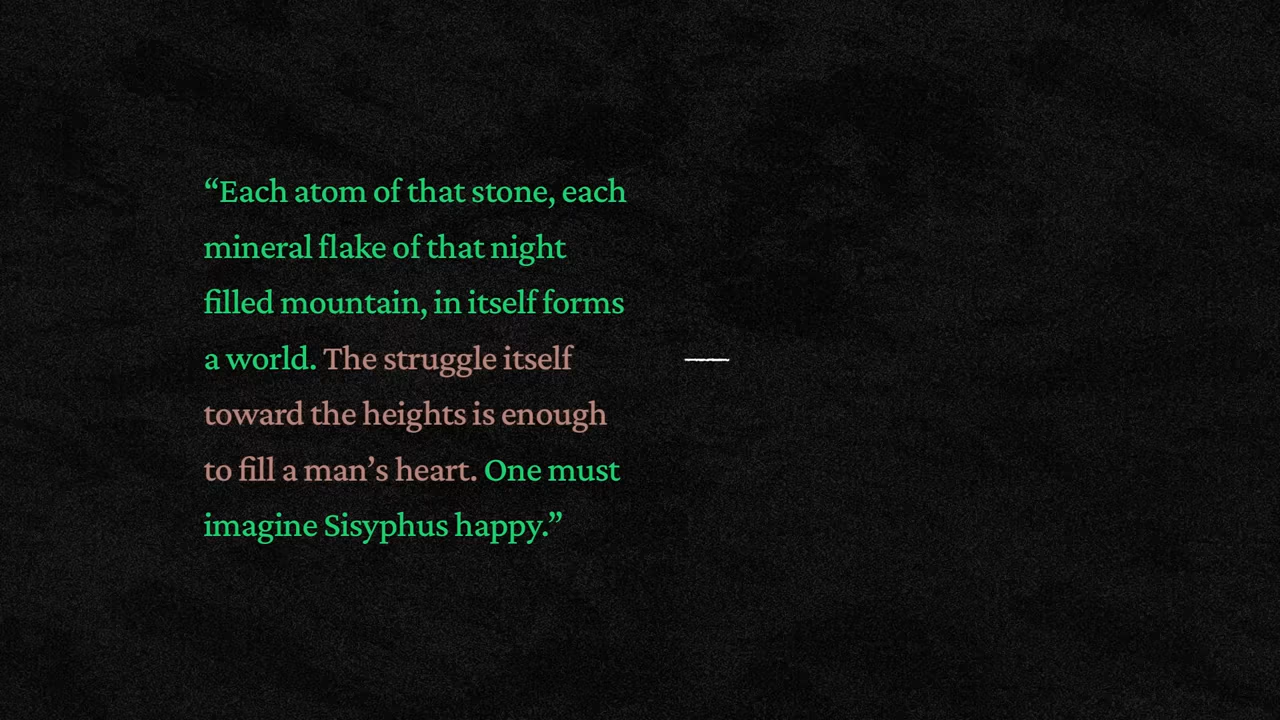 “Each atom of that stone, each
mineral flake of that night
filled mountain, in itself forms
a world. The struggle itself
toward the heights is enough
to fill a man’s heart. One must
imagine Sisyphus happy.”